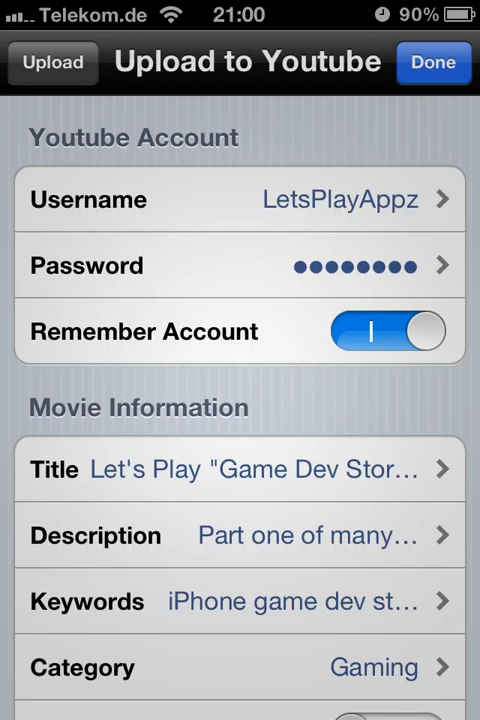 Telekom.de 21:00 90%
Upload Upload to Youtube Done
Youtube Account
Username LetsPlayAppz
Password ●●●●●●●●
Remember Account
Movie Information
Title Let's Play "Game Dev Stor...
Description Part one of many...
Keywords iPhone game dev st...
Category Gaming